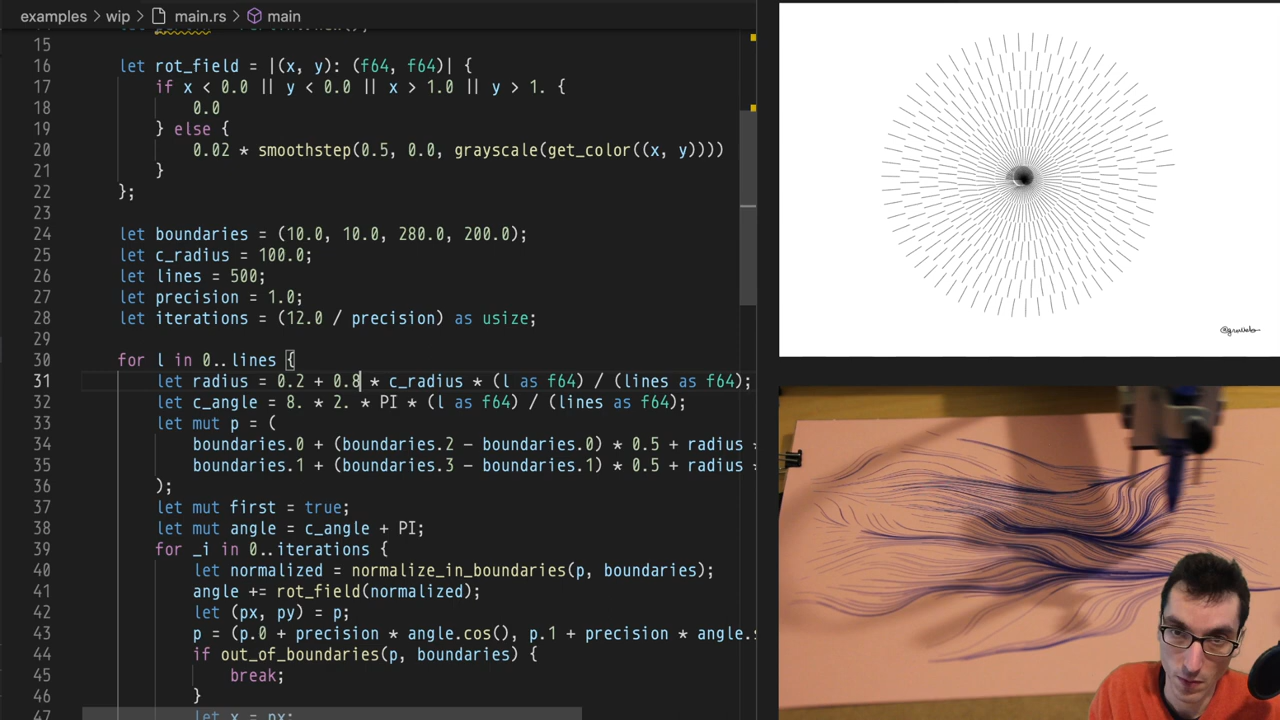 examples > wip > main.rs > main
15
16 let rot_field = |(x, y): (f64, f64)| {
17 if x < 0.0 || y < 0.0 || x > 1.0 || y > 1. {
18 0.0
19 } else {
20 0.02 * smoothstep(0.5, 0.0, grayscale(get_color((x, y))))
21 }
22 };
23
24 let boundaries = (10.0, 10.0, 280.0, 200.0);
25 let c_radius = 100.0;
26 let lines = 500;
27 let precision = 1.0;
28 let iterations = (12.0 / precision) as usize;
29
30 for l in 0..lines {
31 let radius = 0.2 + 0.8 * c_radius * (l as f64) / (lines as f64);
32 let c_angle = 8. * 2. * PI * (l as f64) / (lines as f64);
33 let mut p = (
34 boundaries.0 + (boundaries.2 - boundaries.0) * 0.5 + radius *
35 boundaries.1 + (boundaries.3 - boundaries.1) * 0.5 + radius *
36 );
37 let mut first = true;
38 let mut angle = c_angle + PI;
39 for _i in 0..iterations {
40 let normalized = normalize_in_boundaries(p, boundaries);
41 angle += rot_field(normalized);
42 let (px, py) = p;
43 p = (p.0 + precision * angle.cos(), p.1 + precision * angle.s
44 if out_of_boundaries(p, boundaries) {
45 break;
46 }
47 let x = px;